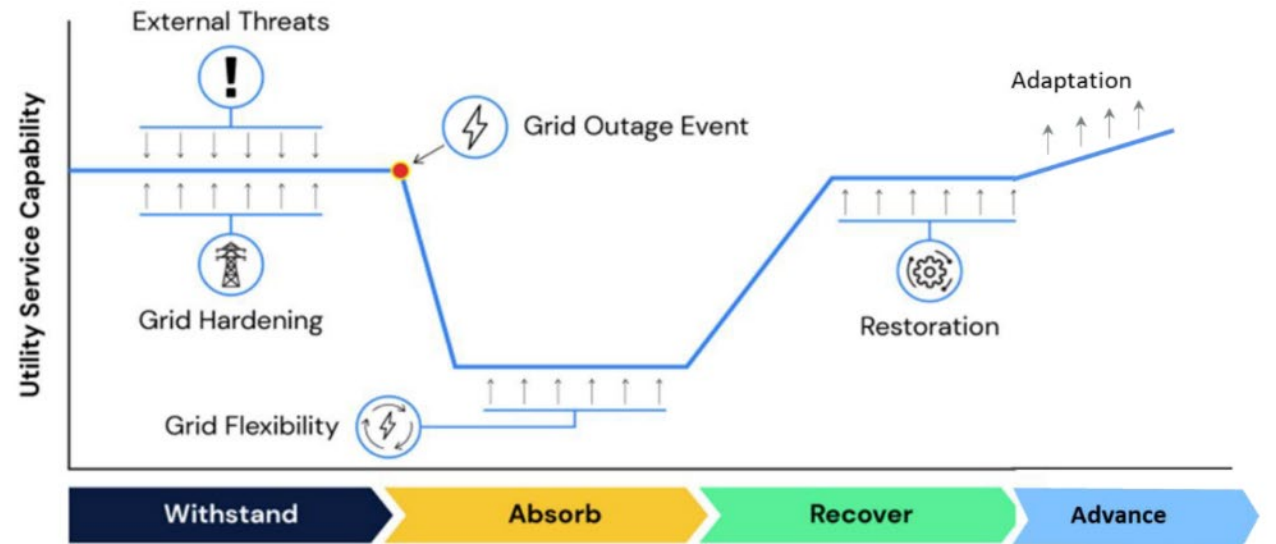 External Threats
!
Adaptation
Grid Outage Event
Utility Service Capability
Grid Hardening
Restoration
Grid Flexibility
Withstand
Absorb
Recover
Advance